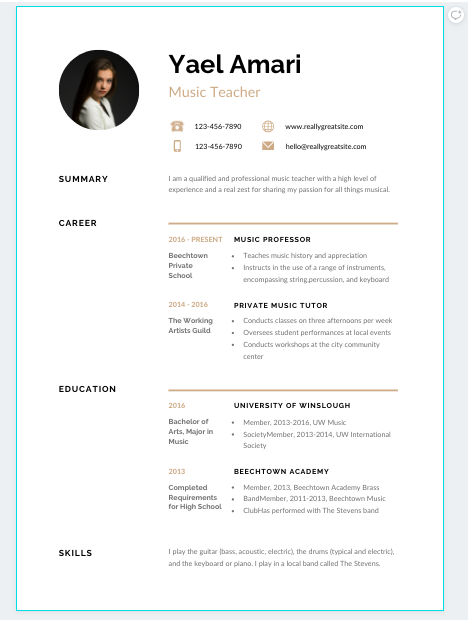 Yael Amari
Music Teacher
123-456-7890
www.reallygreatsite.com
123-456-7890
hello@reallygreatsite.com
SUMMARY
I am a qualified and professional music teacher with a high level of
experience and a real zest for sharing my passion for all things musical.
CAREER
2016 - PRESENT
MUSIC PROFESSOR
Beechtown
Private
School
• Teaches music history and appreciation
• Instructs in the use of a range of instruments,
encompassing string,percussion, and keyboard
2014 - 2016
PRIVATE MUSIC TUTOR
The Working
Artists Guild
• Conducts classes on three afternoons per week
• Oversees student performances at local events
• Conducts workshops at the city community
center
EDUCATION
2016
UNIVERSITY OF WINSLOUGH
Bachelor of
Arts, Major in
Music
• Member, 2013-2016, UW Music
• SocietyMember, 2013-2014, UW International
Society
2013
BEECHTOWN ACADEMY
Completed
Requirements
for High School
• Member, 2013, Beechtown Academy Brass
• BandMember, 2011-2013, Beechtown Music
• ClubHas performed with The Stevens band
SKILLS
I play the guitar (bass, acoustic, electric), the drums (typical and electric),
and the keyboard or piano. I play in a local band called The Stevens.